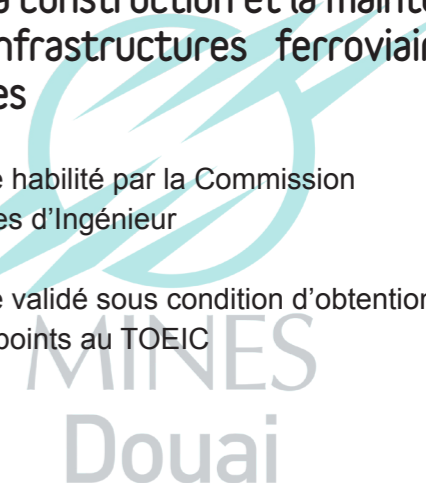 construction et la mainte
nfrastructures ferroviair
es
e habilité par la Commission
es d'Ingénieur
e validé sous condition d'obtention
points au TOEIC
MINES
Douai